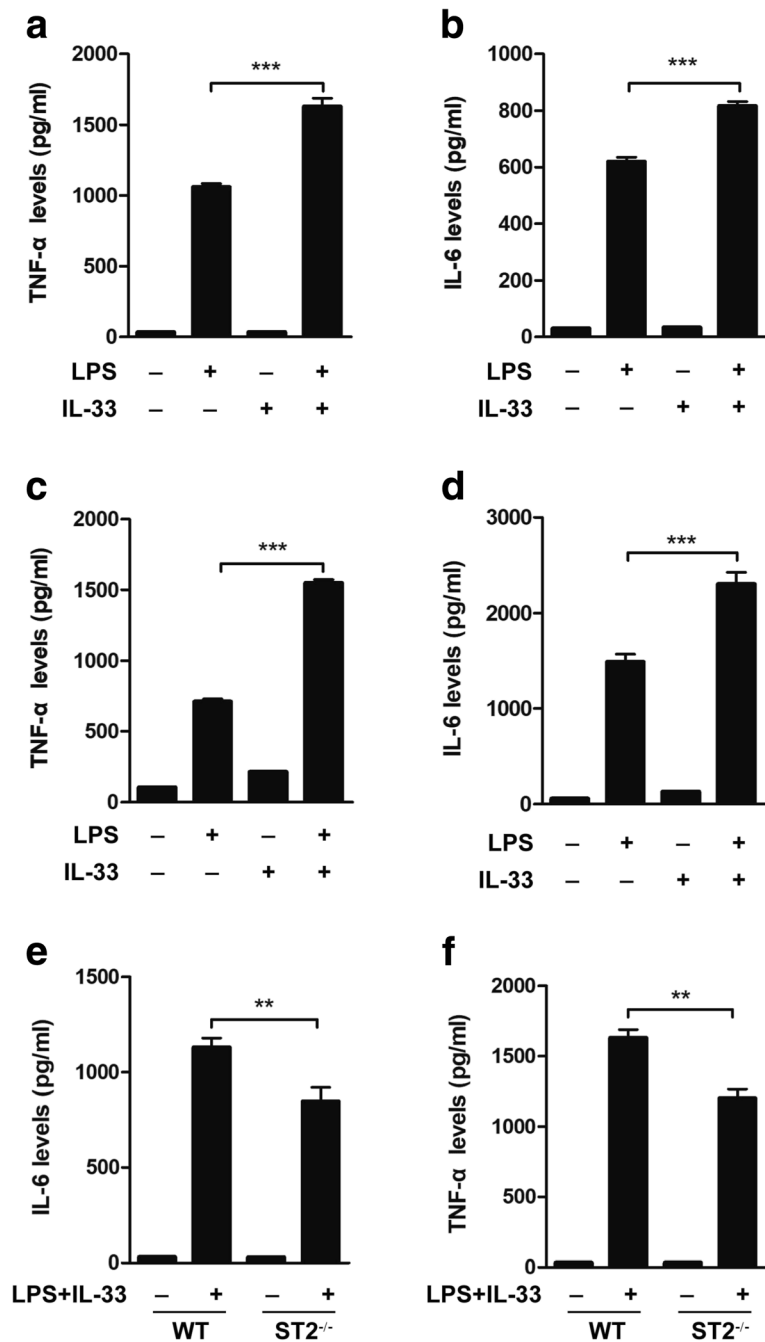 a
TNF-α levels (pg/ml)
2000
1500
1000
500
0
***
LPS – + – +
IL-33 – – + +
b
IL-6 levels (pg/ml)
1000
800
600
400
200
0
***
LPS – + – +
IL-33 – – + +
c
TNF-α levels (pg/ml)
2000
1500
1000
500
0
***
LPS – + – +
IL-33 – – + +
d
IL-6 levels (pg/ml)
3000
2000
1000
0
***
LPS – + – +
IL-33 – – + +
e
IL-6 levels (pg/ml)
1500
1000
500
0
**
LPS+IL-33 – + – +
WT ST2⁻/⁻
f
TNF-α levels (pg/ml)
2000
1500
1000
500
0
**
LPS+IL-33 – + – +
WT ST2⁻/⁻